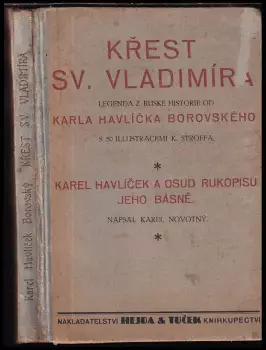 Karel Havlíček Borovský KŘEST SV. VLADIMÍRA
KŘEST
SV. VLADIMÍRA
LEGENDA Z RUSKÉ HISTORIE OD
KARLA HAVLÍČKA BOROVSKÉHO
S 50 ILLUSTRACEMI K. STROFFA.
KAREL HAVLÍČEK A OSUD RUKOPISU
JEHO BÁSNĚ.
NAPSAL KAREL NOVOTNÝ.
NAKLADATELSTVÍ HEJDA & TUČEK KNIHKUPECTVÍ